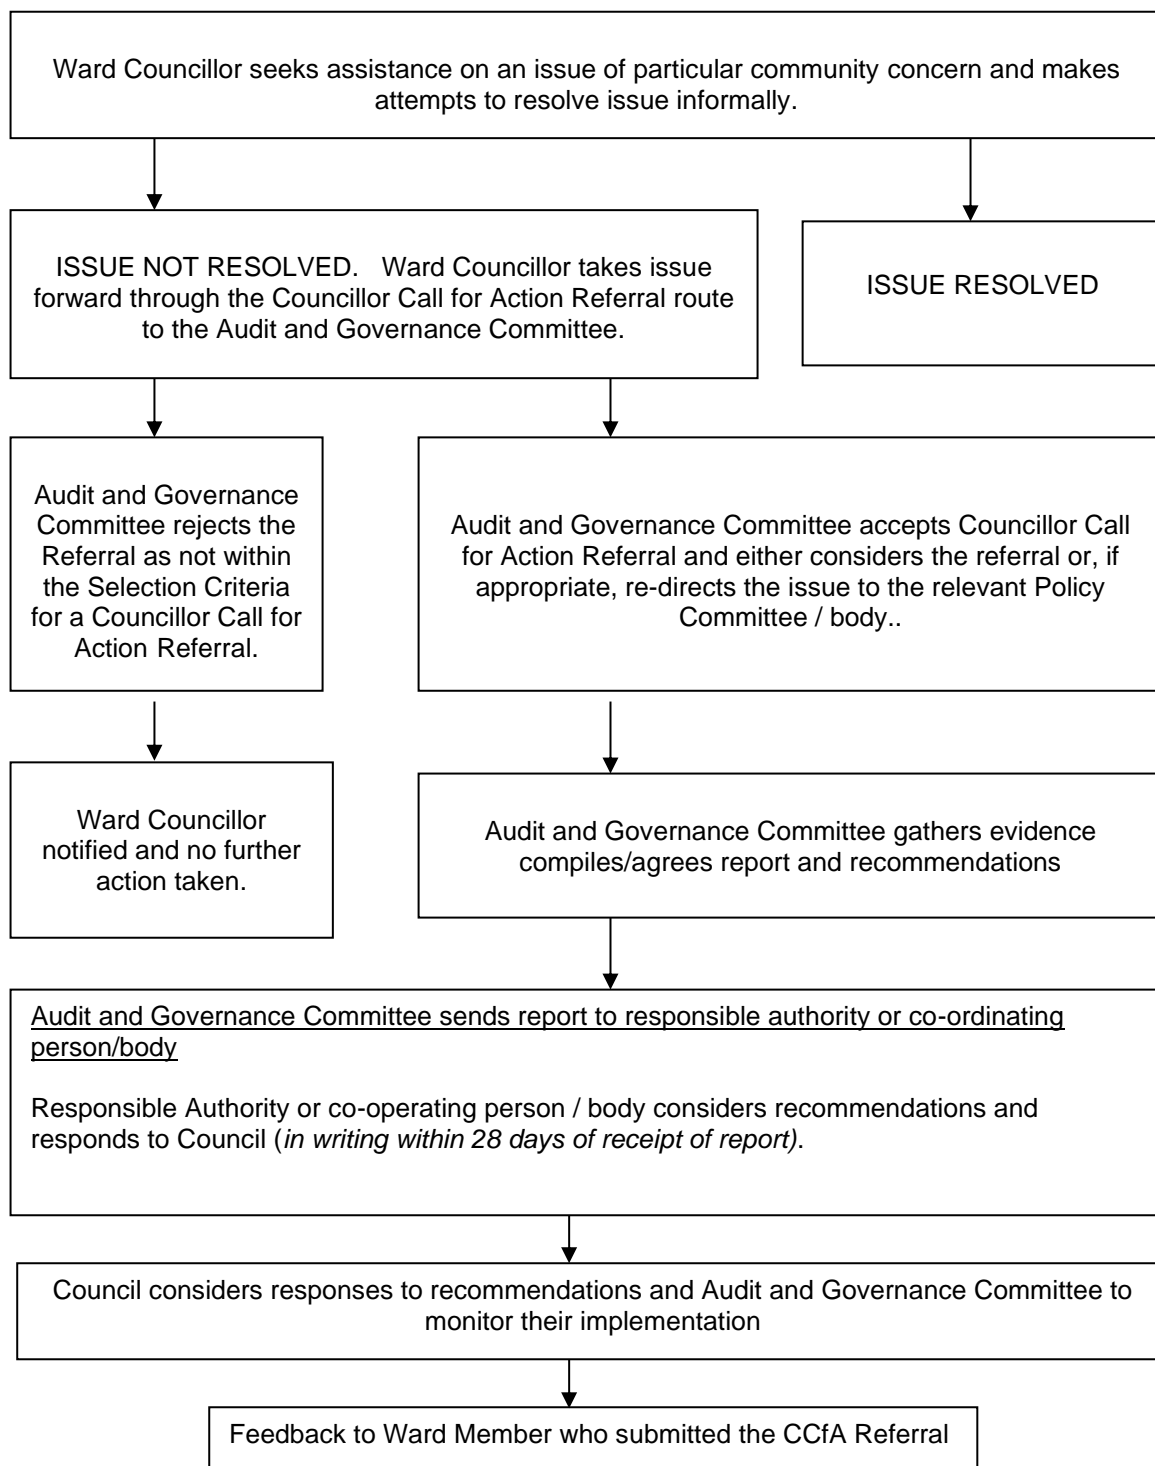 Ward Councillor seeks assistance on an issue of particular community concern and makes
attempts to resolve issue informally.
ISSUE NOT RESOLVED.   Ward Councillor takes issue
forward through the Councillor Call for Action Referral route
to the Audit and Governance Committee.
ISSUE RESOLVED
Audit and Governance
Committee rejects the
Referral as not within
the Selection Criteria
for a Councillor Call for
Action Referral.
Audit and Governance Committee accepts Councillor Call
for Action Referral and either considers the referral or, if
appropriate, re-directs the issue to the relevant Policy
Committee / body..
Ward Councillor
notified and no further
action taken.
Audit and Governance Committee gathers evidence
compiles/agrees report and recommendations
Audit and Governance Committee sends report to responsible authority or co-ordinating
person/body
Responsible Authority or co-operating person / body considers recommendations and
responds to Council (in writing within 28 days of receipt of report).
Council considers responses to recommendations and Audit and Governance Committee to
monitor their implementation
Feedback to Ward Member who submitted the CCfA Referral